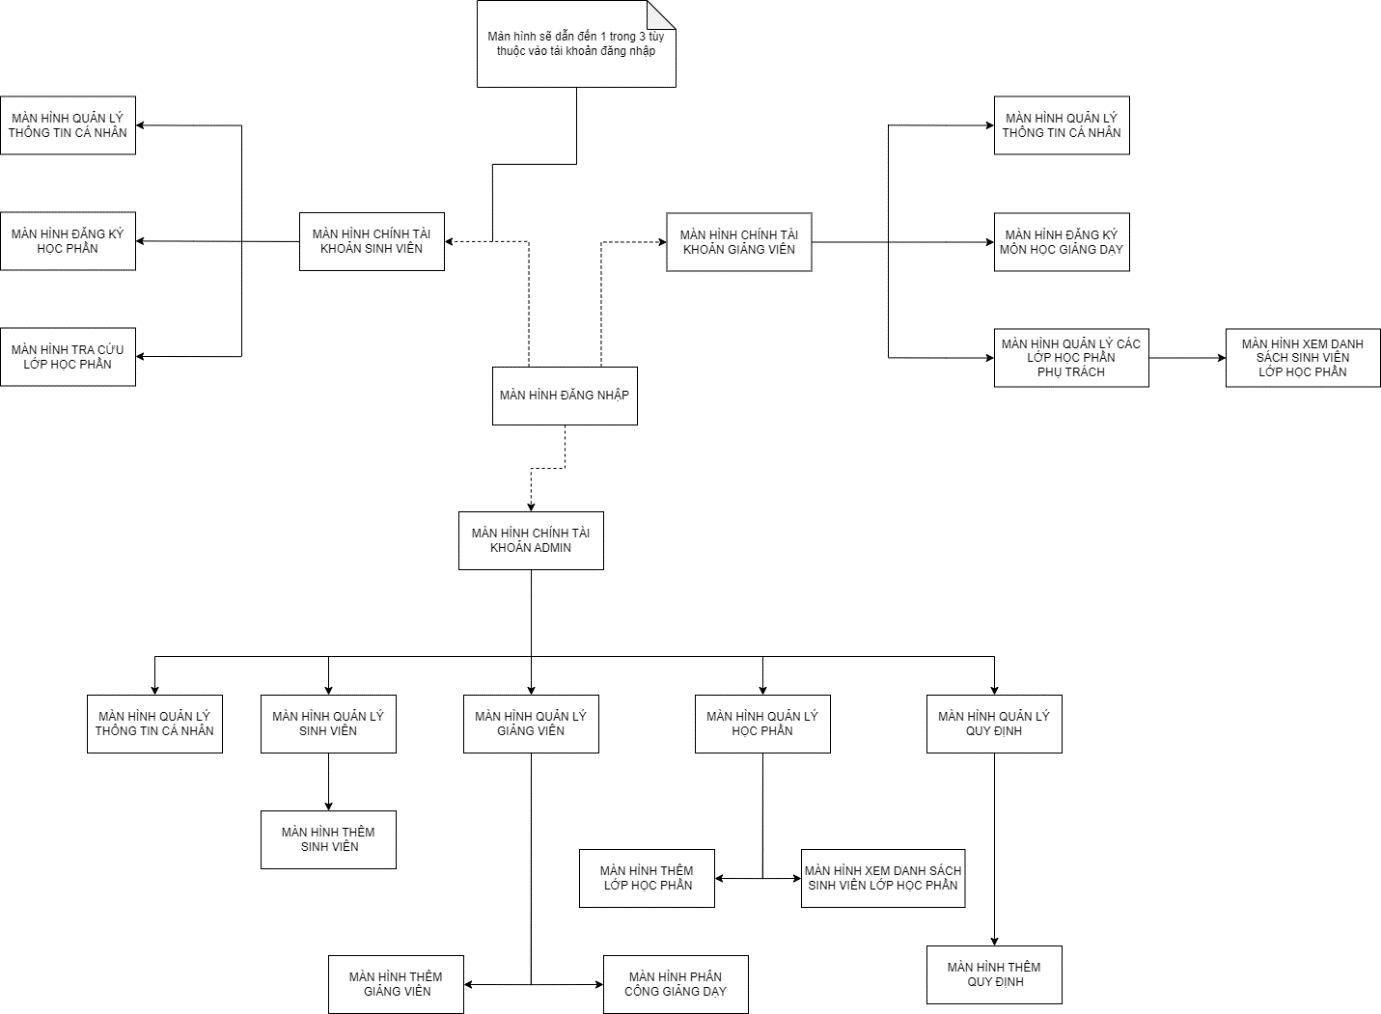 Màn hình sẽ dẫn đến 1 trong 3 tùy
thuộc vào tài khoản đăng nhập
MÀN HÌNH QUẢN LÝ
THÔNG TIN CÁ NHÂN
MÀN HÌNH QUẢN LÝ
THÔNG TIN CÁ NHÂN
MÀN HÌNH ĐĂNG KÝ
HỌC PHẦN
MÀN HÌNH CHÍNH TÀI
KHOẢN SINH VIÊN
MÀN HÌNH CHÍNH TÀI
KHOẢN GIẢNG VIÊN
MÀN HÌNH ĐĂNG KÝ
MÔN HỌC GIẢNG DẠY
MÀN HÌNH TRA CỨU
LỚP HỌC PHẦN
MÀN HÌNH QUẢN LÝ CÁC
LỚP HỌC PHẦN
PHỤ TRÁCH
MÀN HÌNH XEM DANH
SÁCH SINH VIÊN
LỚP HỌC PHẦN
MÀN HÌNH ĐĂNG NHẬP
MÀN HÌNH CHÍNH TÀI
KHOẢN ADMIN
MÀN HÌNH QUẢN LÝ
THÔNG TIN CÁ NHÂN
MÀN HÌNH QUẢN LÝ
SINH VIÊN
MÀN HÌNH QUẢN LÝ
GIẢNG VIÊN
MÀN HÌNH QUẢN LÝ
HỌC PHẦN
MÀN HÌNH QUẢN LÝ
QUY ĐỊNH
MÀN HÌNH THÊM
SINH VIÊN
MÀN HÌNH THÊM
LỚP HỌC PHẦN
MÀN HÌNH XEM DANH SÁCH
SINH VIÊN LỚP HỌC PHẦN
MÀN HÌNH THÊM
GIẢNG VIÊN
MÀN HÌNH PHÂN
CÔNG GIẢNG DẠY
MÀN HÌNH THÊM
QUY ĐỊNH